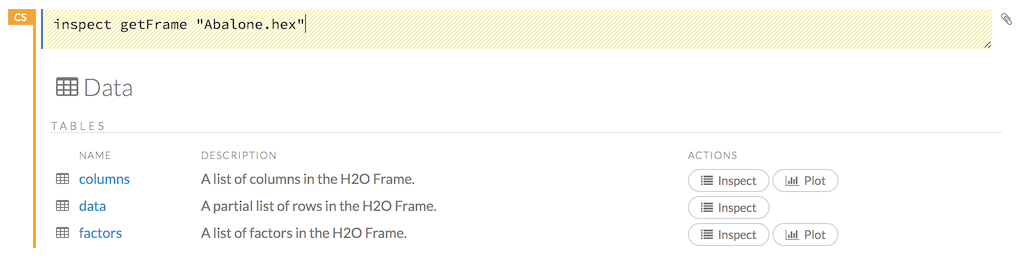 CS
inspect getFrame "Abalone.hex"
Data
TABLES
NAME DESCRIPTION ACTIONS
columns A list of columns in the H2O Frame. Inspect Plot
data A partial list of rows in the H2O Frame. Inspect
factors A list of factors in the H2O Frame. Inspect Plot